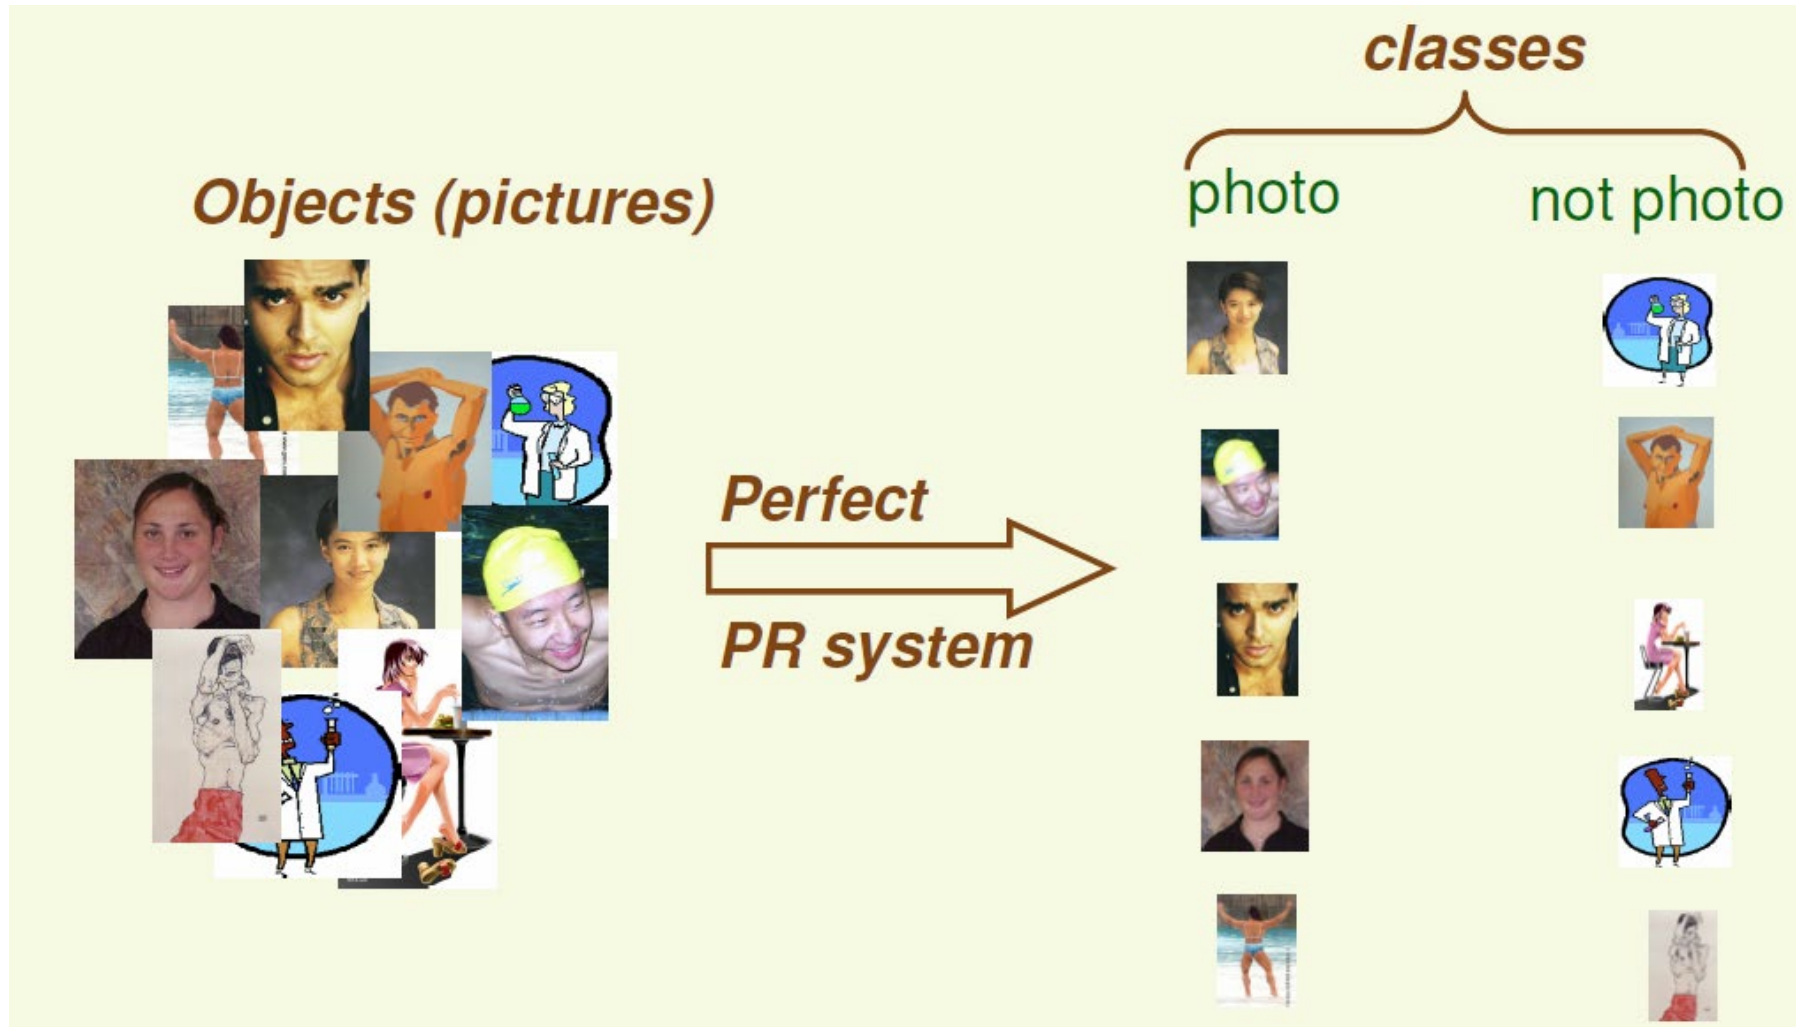 classes
photo
not photo
Objects (pictures)
Perfect
PR system